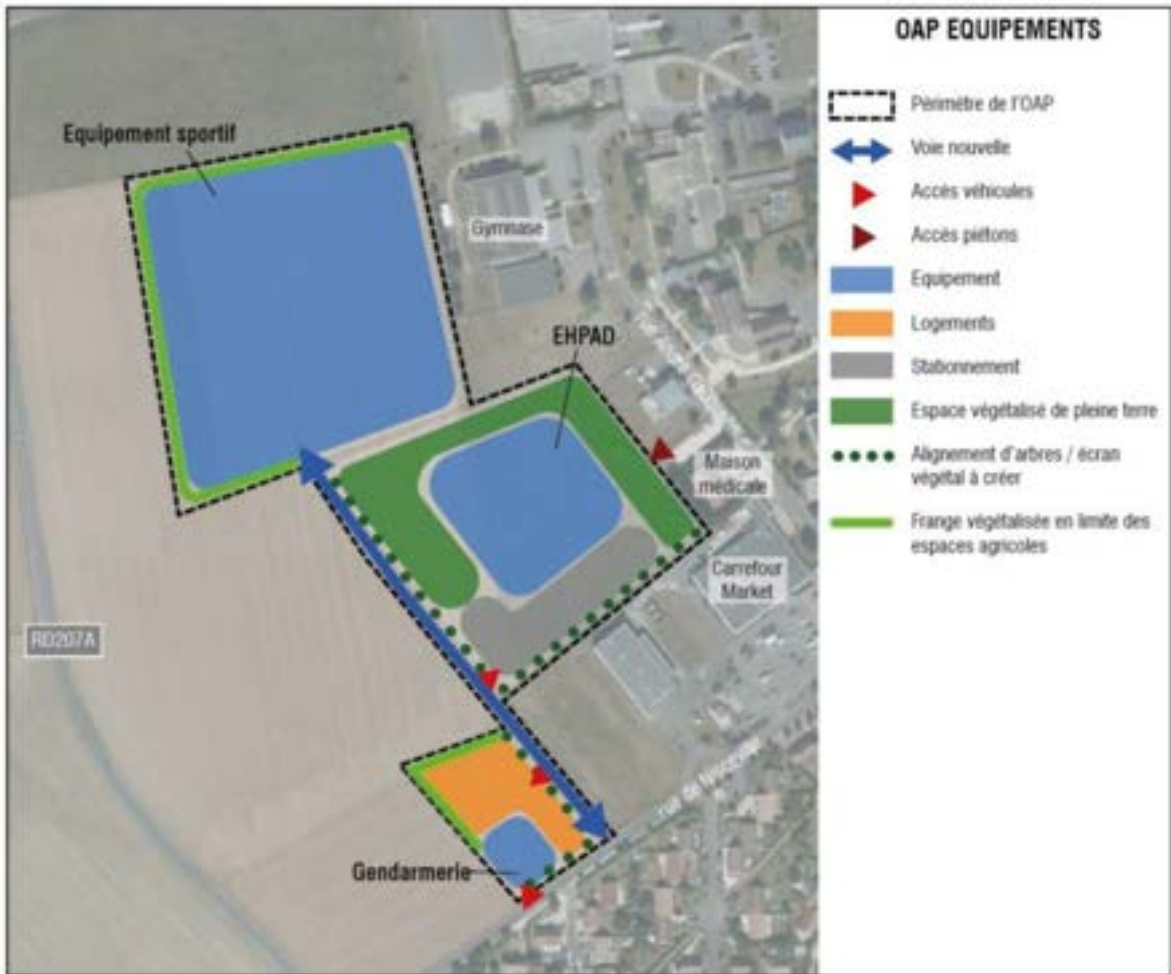 OAP EQUIPEMENTS
Périmètre de l'OAP
Voie nouvelle
Accès véhicules
Accès piétons
Equipement
Logements
Stationnement
Espace végétalisé de pleine terre
Alignement d'arbres / écran
végétal à créer
Frange végétalisée en limite des
espaces agricoles
Equipement sportif
Gymnase
EHPAD
Maison
médicale
Carrefour
Market
RD207A
rue de
Gendarmerie